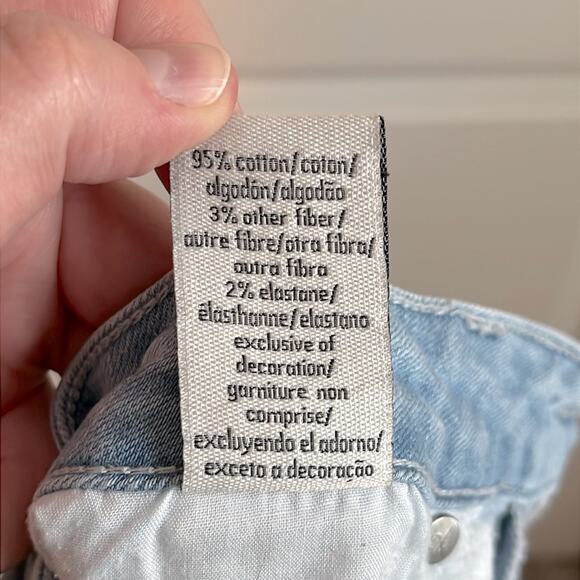 95% cotton/coton/
algodón/algodão
3% other fiber/
autre fibre/otra fibra/
outra fibra
2% elastane/
élasthanne/elastano
exclusive of
decoration/
garniture non
comprise/
excluyendo el adorno/
exceto a decoração